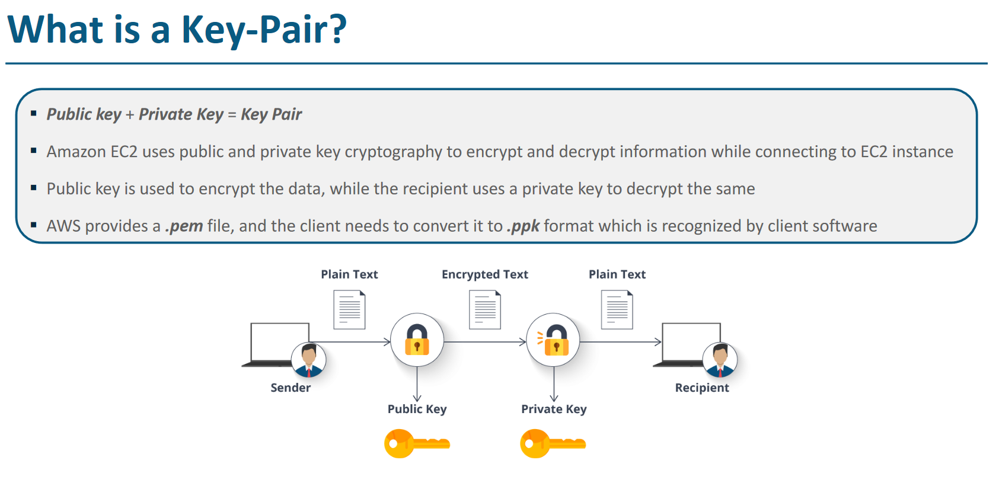 What is a Key-Pair?
Public key + Private Key = Key Pair
Amazon EC2 uses public and private key cryptography to encrypt and decrypt information while connecting to EC2 instance
Public key is used to encrypt the data, while the recipient uses a private key to decrypt the same
AWS provides a .pem file, and the client needs to convert it to .ppk format which is recognized by client software
Plain Text
Encrypted Text
Plain Text
Sender
Recipient
Public Key
Private Key